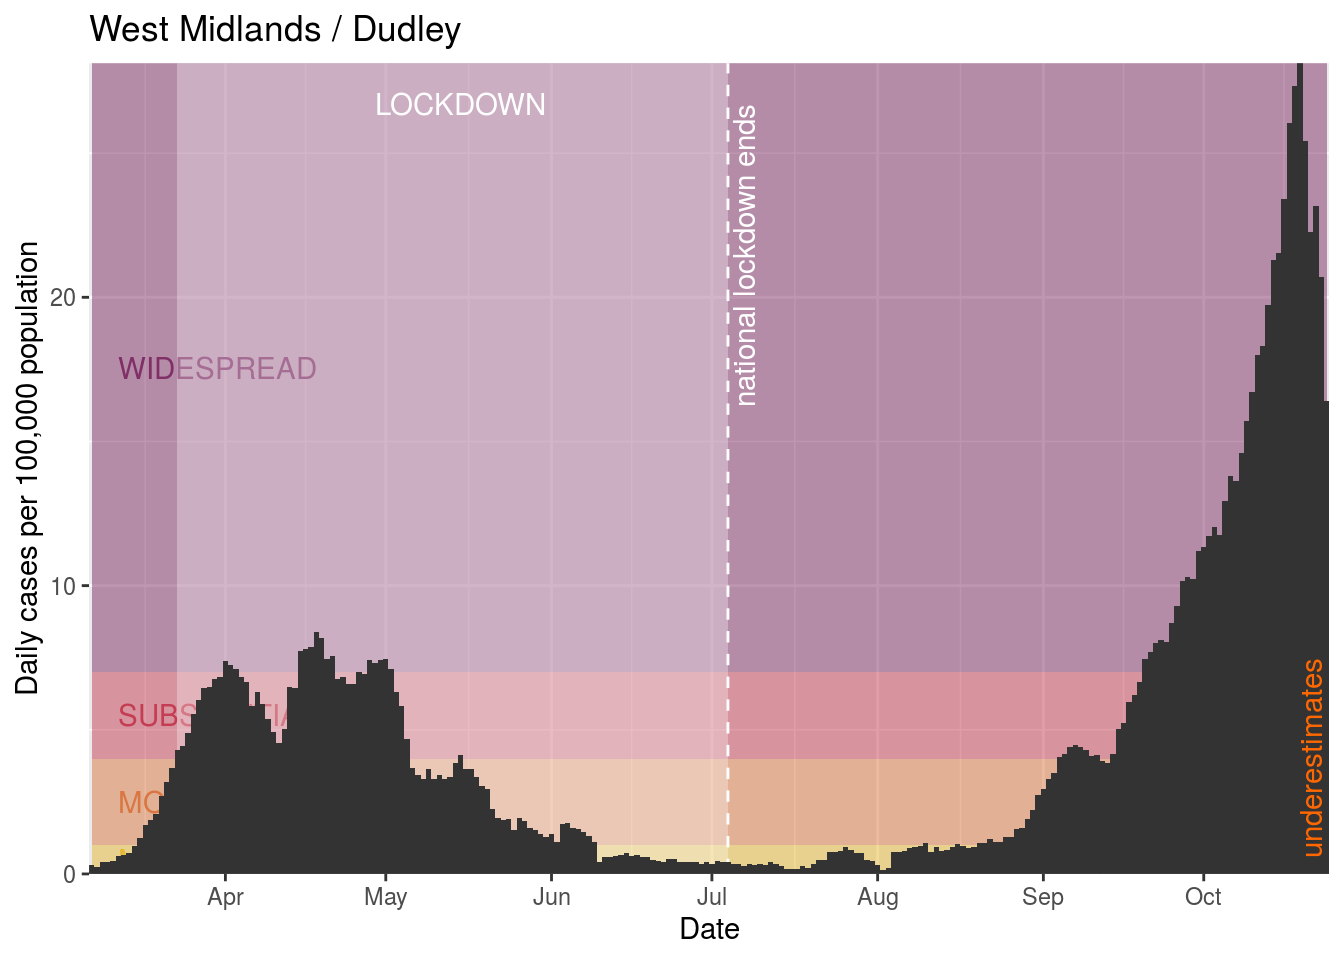 West Midlands / Dudley
LOCKDOWN
national lockdown ends
Daily cases per 100,000 population
20
WIDESPREAD
10
underestimates
0
Apr May Jun Jul Aug Sep Oct
Date